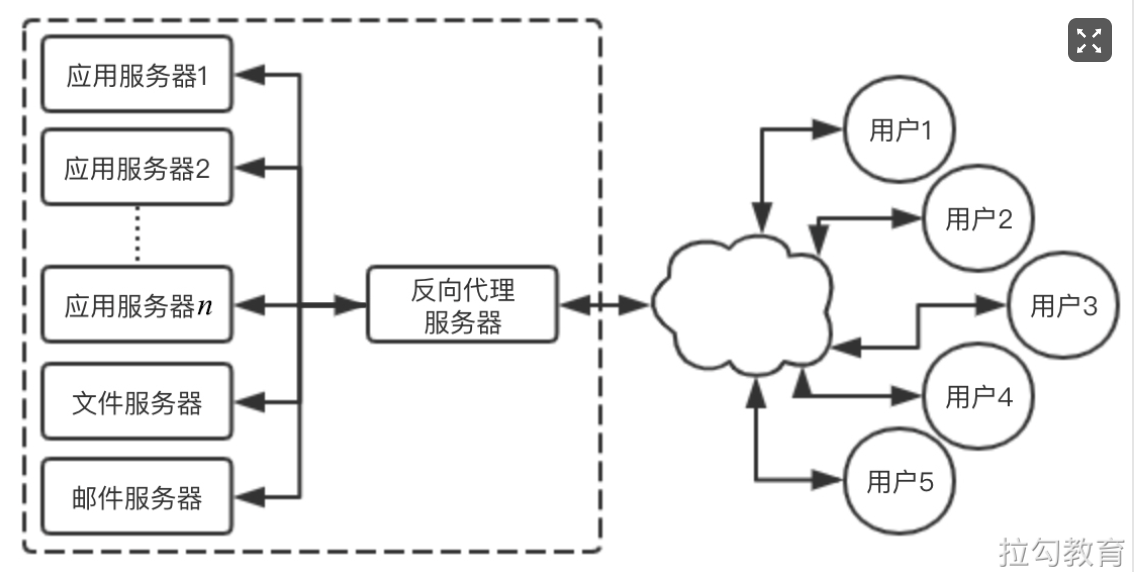 应用服务器1
应用服务器2
应用服务器n
文件服务器
邮件服务器
反向代理
服务器
用户1
用户2
用户3
用户4
用户5
拉勾教育